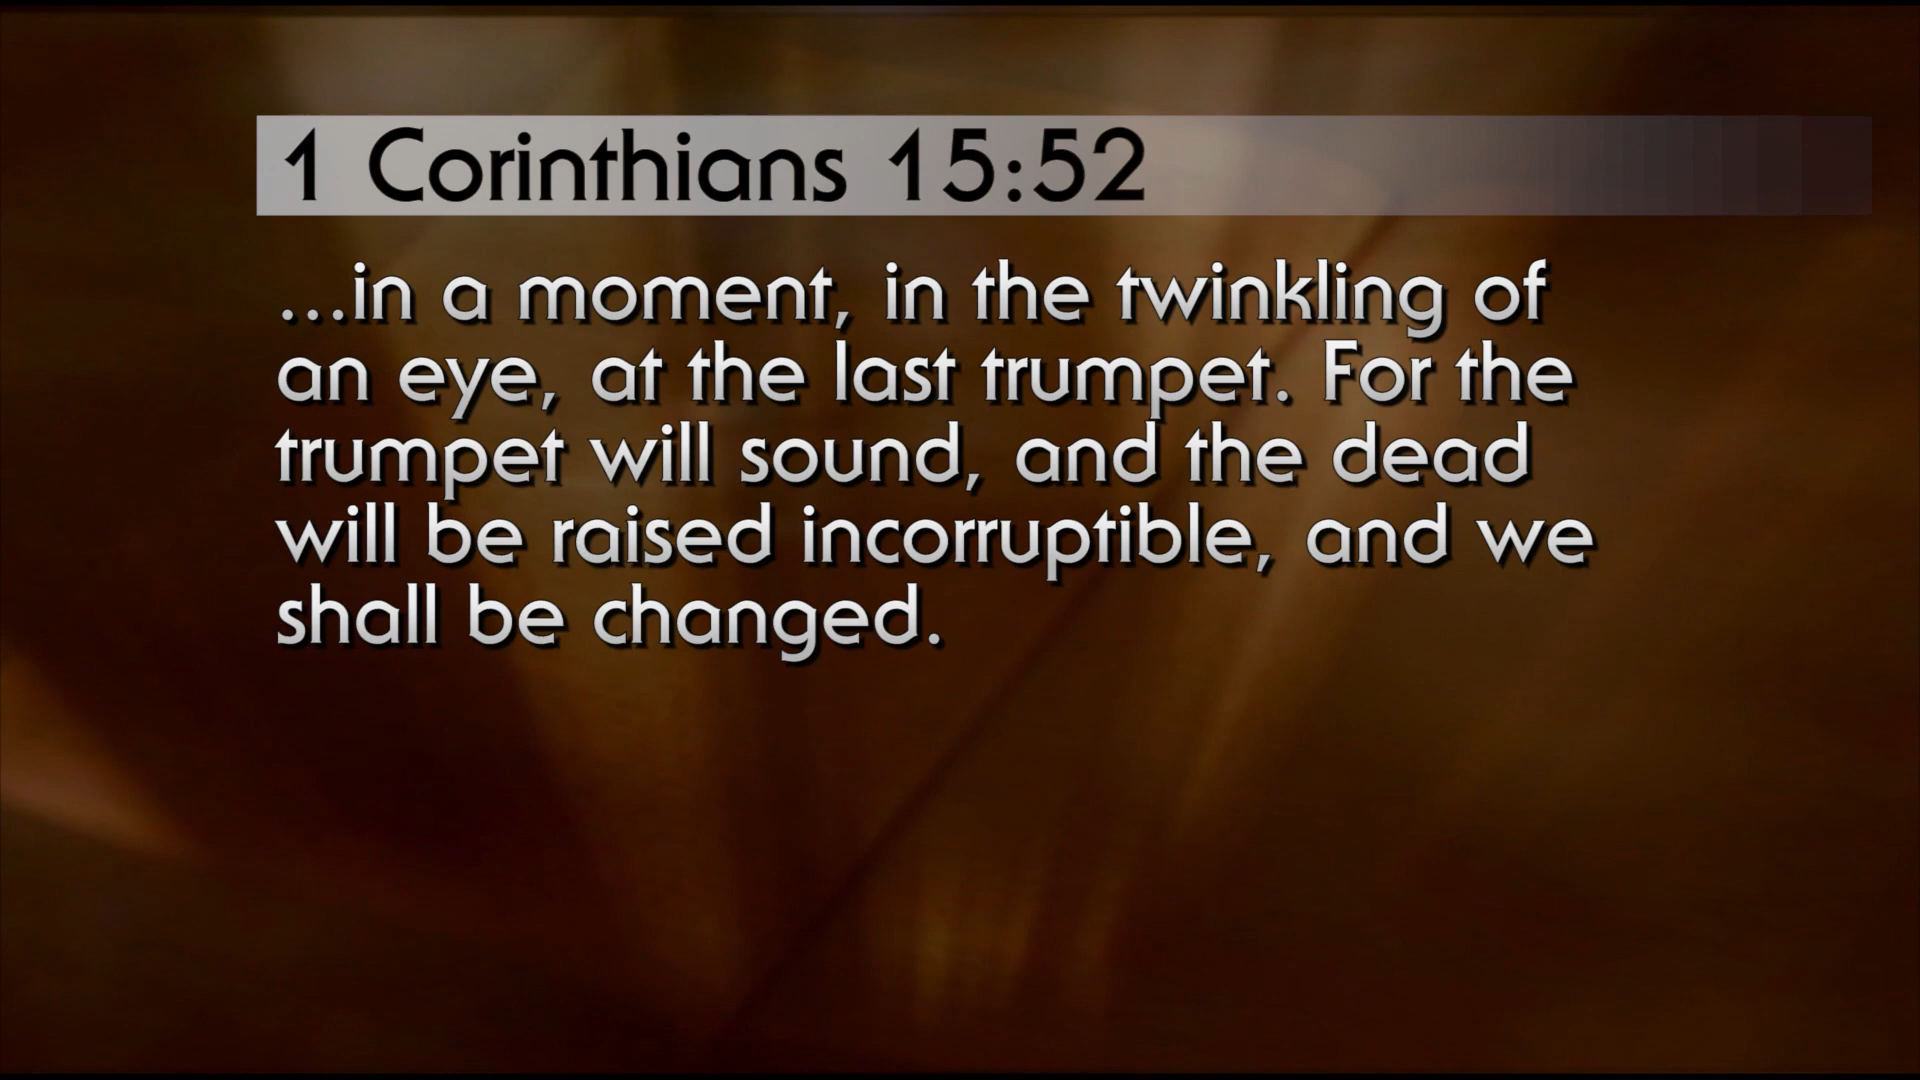 1 Corinthians 15:52
...in a moment, in the twinkling of
an eye, at the last trumpet. For the
trumpet will sound, and the dead
will be raised incorruptible, and we
shall be changed.